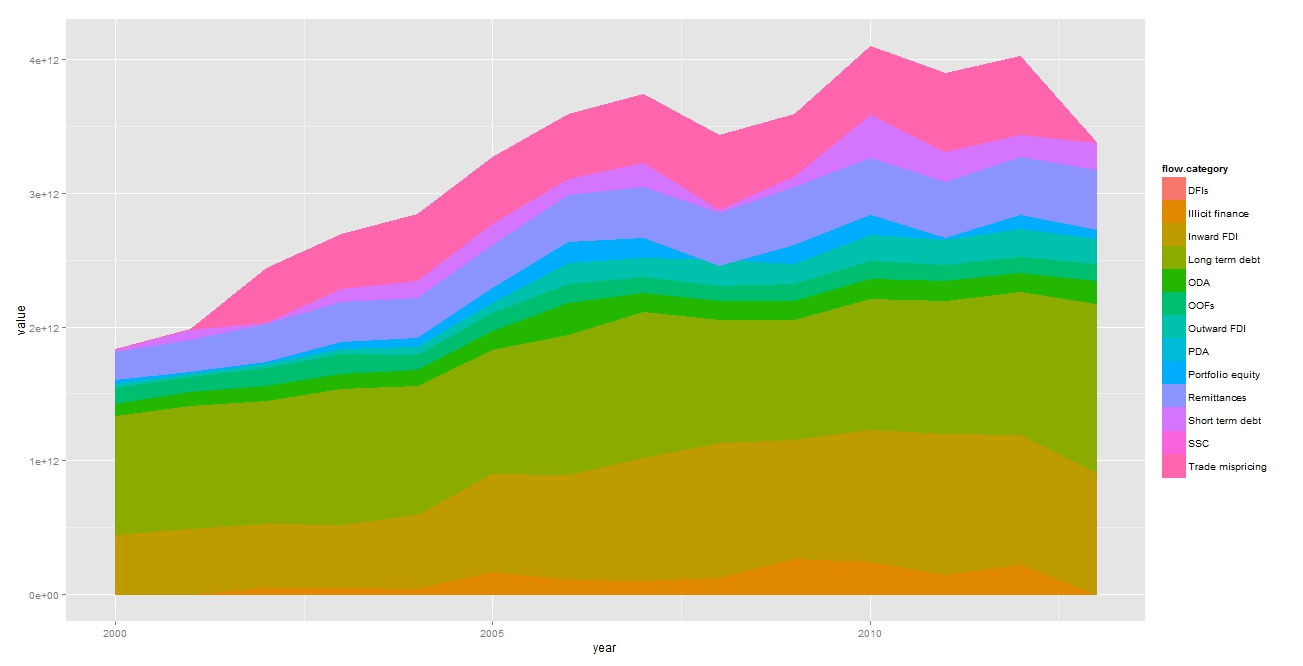 4e+12
3e+12
2e+12
1e+12
0e+00
value
2000
2005
2010
year
flow.category
DFIs
Illicit finance
Inward FDI
Long term debt
ODA
OOFs
Outward FDI
PDA
Portfolio equity
Remittances
Short term debt
SSC
Trade mispricing